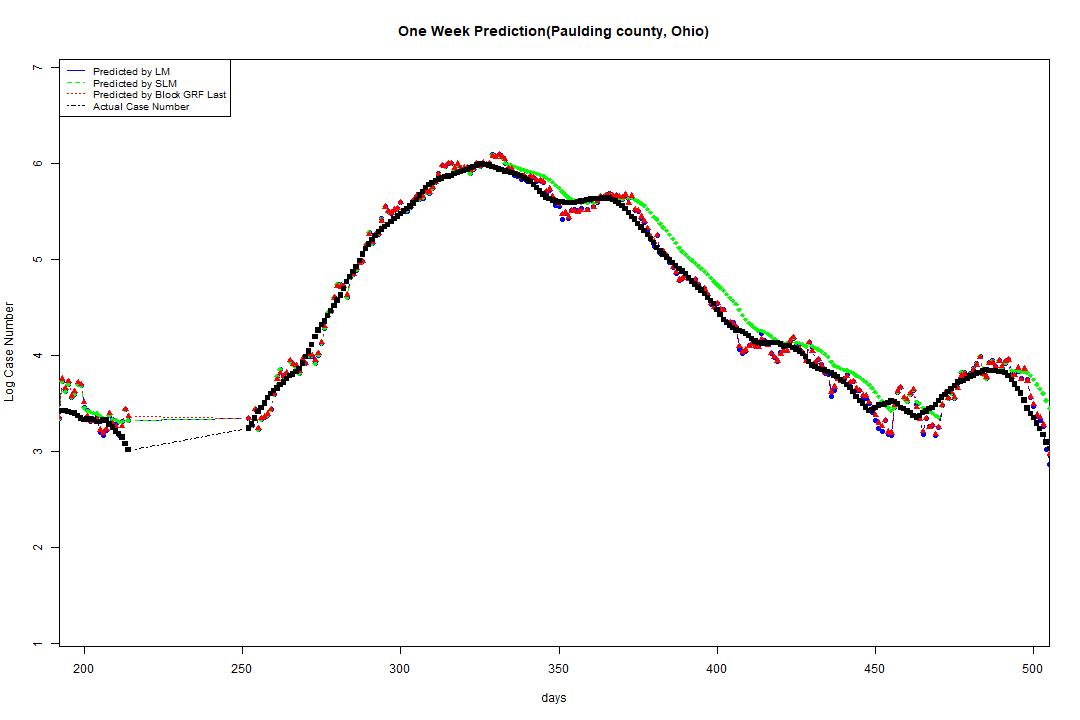 One Week Prediction(Paulding county, Ohio)
Predicted by LM
Predicted by SLM
Predicted by Block GRF Last
Actual Case Number
7
6
5
4
3
2
1
Log Case Number
200 250 300 350 400 450 500
days